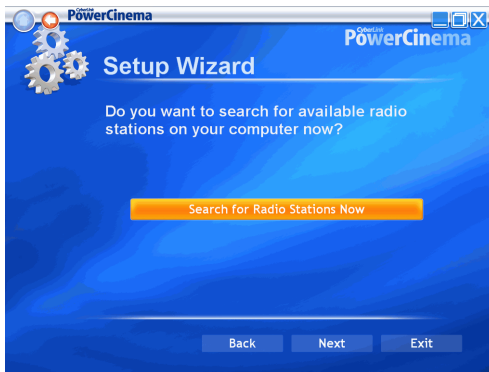 CyberLink
PowerCinema
CyberLink
PowerCinema
Setup Wizard
Do you want to search for available radio
stations on your computer now?
Search for Radio Stations Now
Back Next Exit